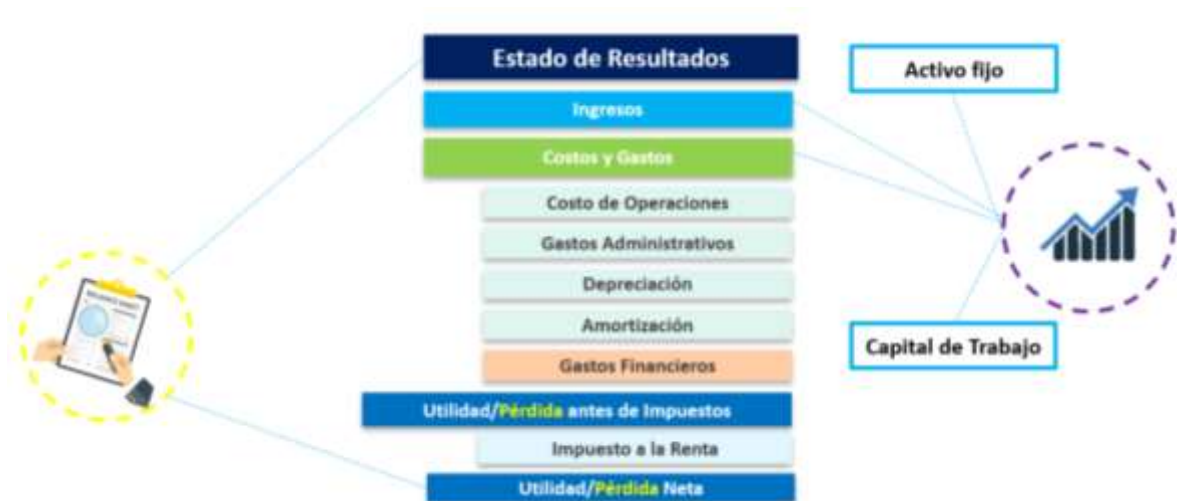 Estado de Resultados
Ingresos
Costos y Gastos
Costo de Operaciones
Gastos Administrativos
Depreciación
Amortización
Gastos Financieros
Utilidad/Pérdida antes de Impuestos
Impuesto a la Renta
Utilidad/Pérdida Neta
Activo fijo
Capital de Trabajo